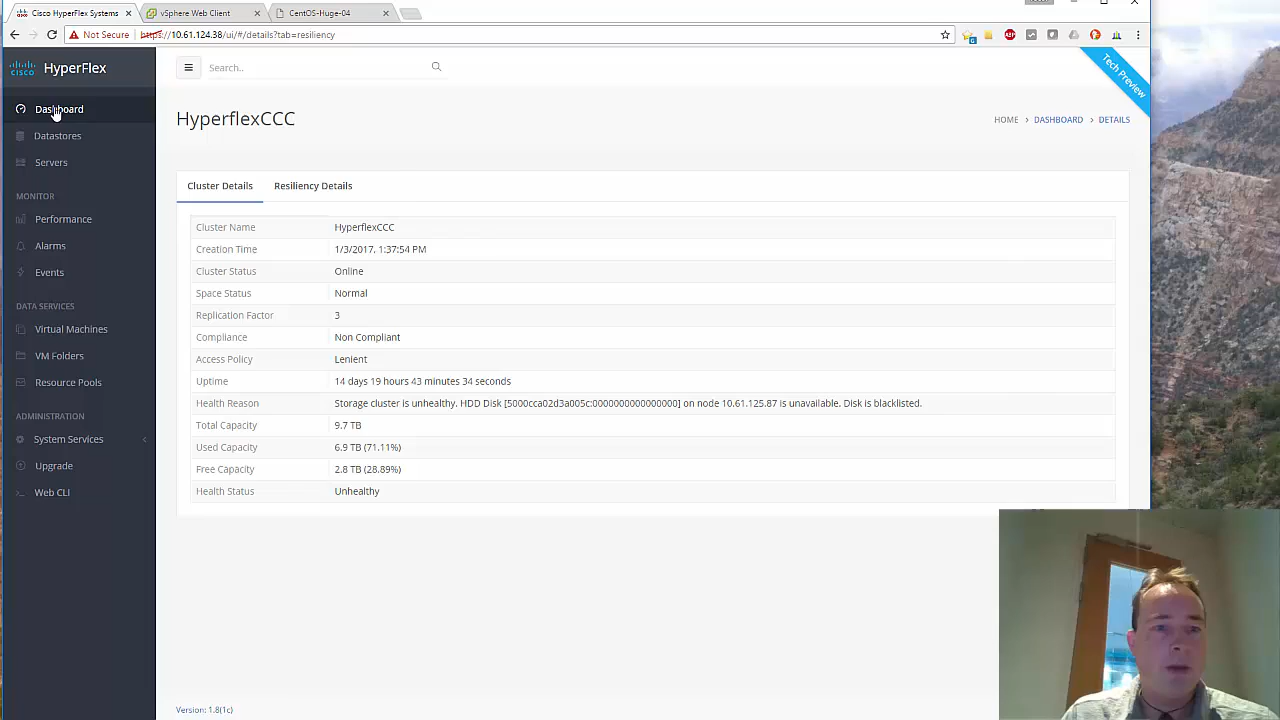 Cisco HyperFlex Systems
vSphere Web Client
CentOS-Huge-04
Not Secure
https://10.61.124.38/ui/#/details?tab=resiliency
ABP
cisco
HyperFlex
Search..
Tech Preview
Dashboard
Datastores
Servers
MONITOR
Performance
Alarms
Events
DATA SERVICES
Virtual Machines
VM Folders
Resource Pools
ADMINISTRATION
System Services
Upgrade
Web CLI
HyperflexCCC
HOME > DASHBOARD > DETAILS
Cluster Details
Resiliency Details
Cluster Name HyperflexCCC
Creation Time 1/3/2017, 1:37:54 PM
Cluster Status Online
Space Status Normal
Replication Factor 3
Compliance Non Compliant
Access Policy Lenient
Uptime 14 days 19 hours 43 minutes 34 seconds
Health Reason Storage cluster is unhealthy. HDD Disk [5000cca02d3a005c:0000000000000000] on node 10.61.125.87 is unavailable. Disk is blacklisted.
Total Capacity 9.7 TB
Used Capacity 6.9 TB (71.11%)
Free Capacity 2.8 TB (28.89%)
Health Status Unhealthy
Version: 1.8(1c)